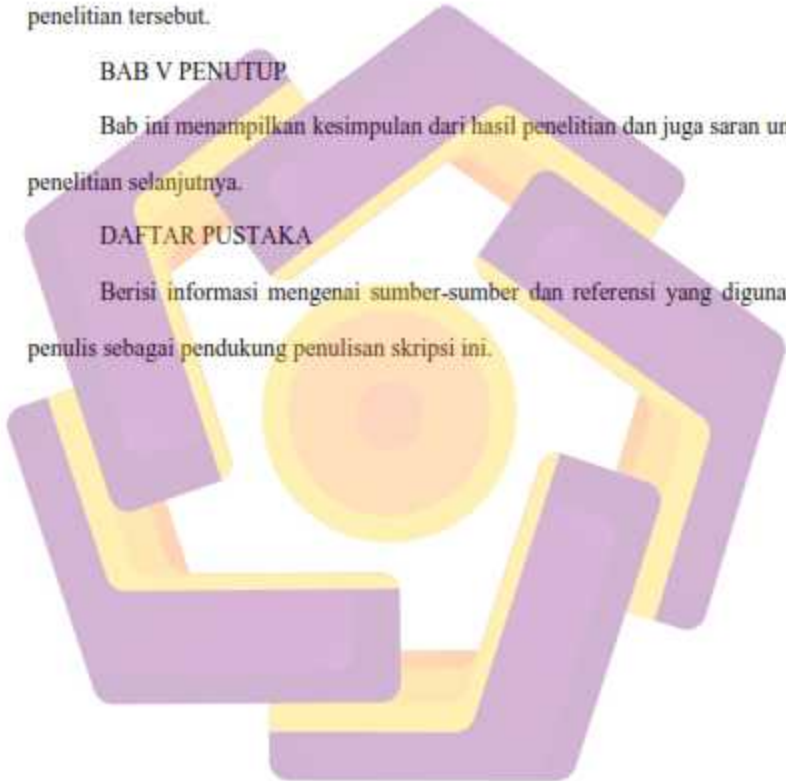 penelitian tersebut.
BAB V PENUTUP
Bab ini menampilkan kesimpulan dari hasil penelitian dan juga saran un
penelitian selanjutnya.
DAFTAR PUSTAKA
Berisi informasi mengenai sumber-sumber dan referensi yang diguna
penulis sebagai pendukung penulisan skripsi ini.